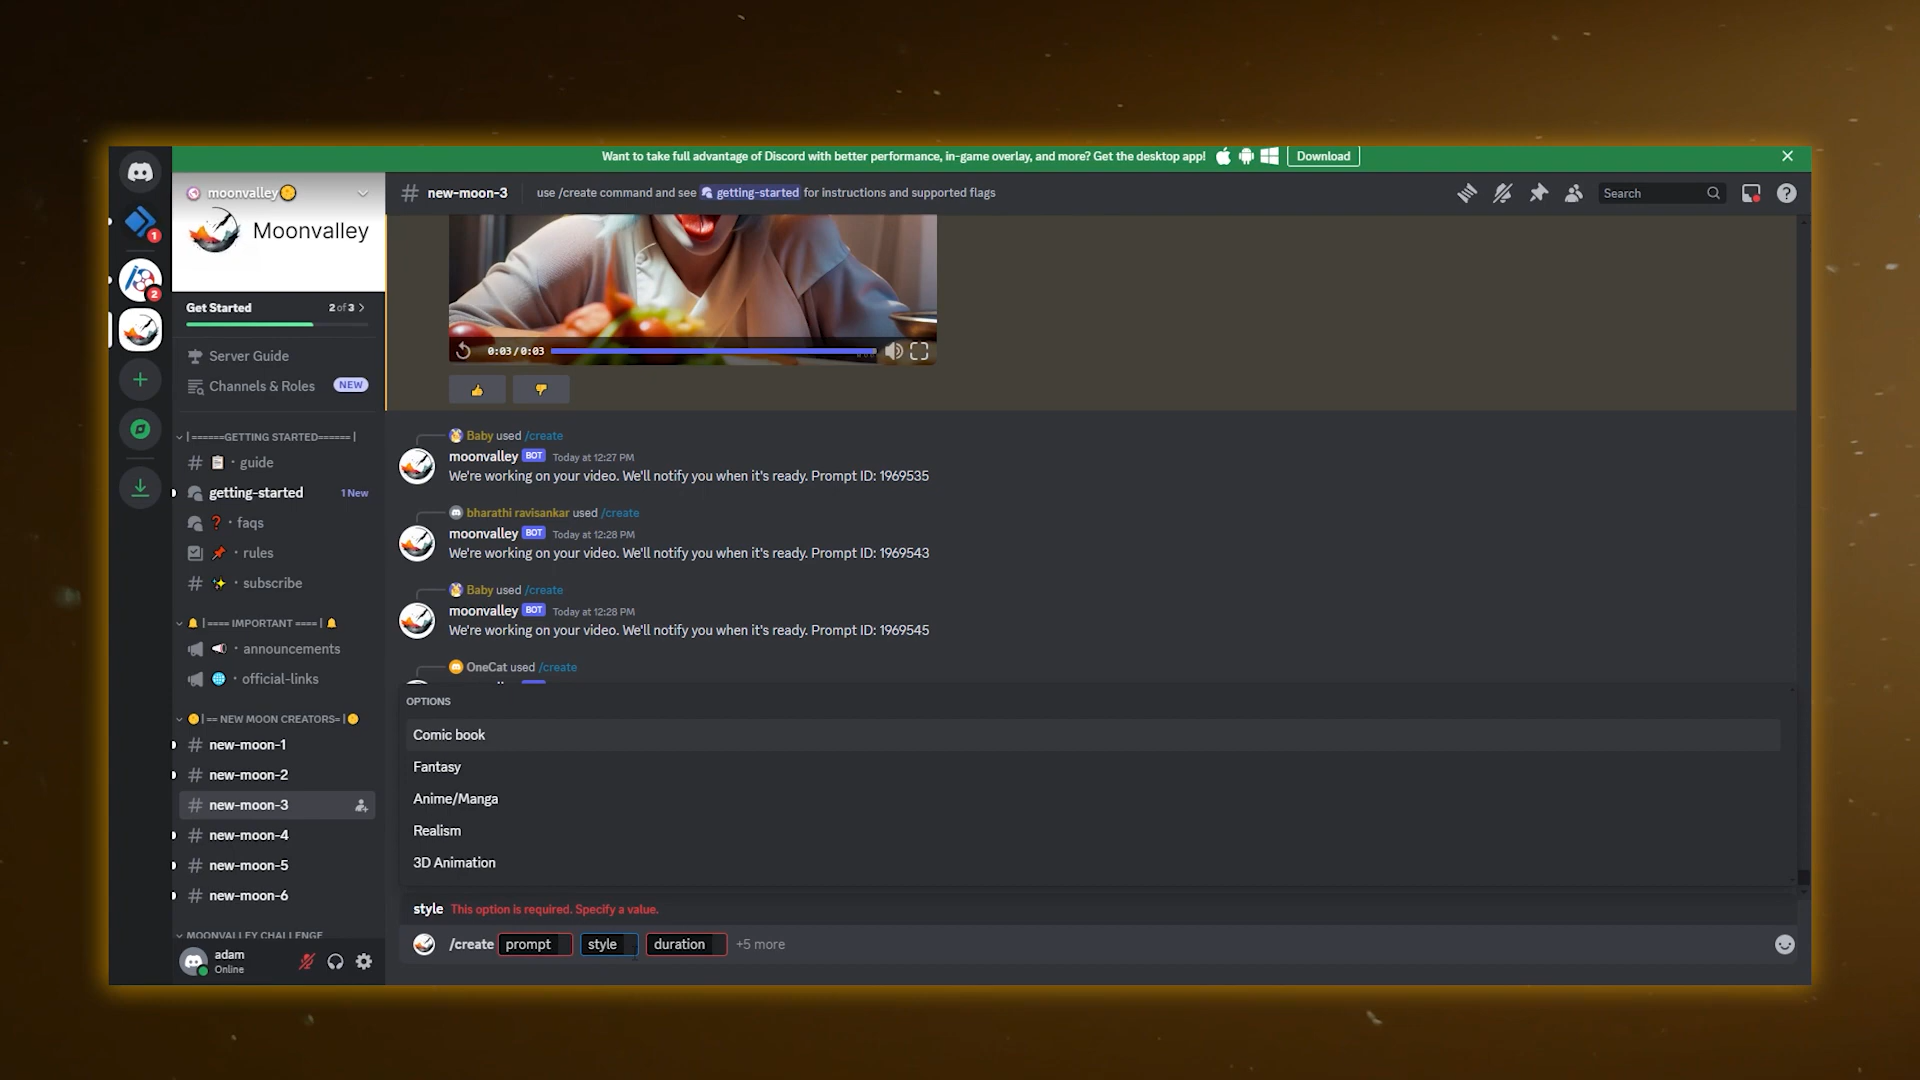 Want to take full advantage of Discord with better performance, in-game overlay, and more? Get the desktop app!
Download
moonvalley
Moonvalley
Get Started
2 of 3
Server Guide
Channels & Roles
NEW
|======GETTING STARTED======|
guide
getting-started
1 New
faqs
rules
subscribe
|==== IMPORTANT ====|
announcements
official-links
|== NEW MOON CREATORS=|
new-moon-1
new-moon-2
new-moon-3
new-moon-4
new-moon-5
new-moon-6
MOONVALLEY CHALLENGE
adam
Online
1
2
new-moon-3
use /create command and see getting-started for instructions and supported flags
Search
0:03/0:03
Baby used /create
moonvalley BOT Today at 12:27 PM
We're working on your video. We'll notify you when it's ready. Prompt ID: 1969535
bharathi ravisankar used /create
moonvalley BOT Today at 12:28 PM
We're working on your video. We'll notify you when it's ready. Prompt ID: 1969543
Baby used /create
moonvalley BOT Today at 12:28 PM
We're working on your video. We'll notify you when it's ready. Prompt ID: 1969545
OneCat used /create
OPTIONS
Comic book
Fantasy
Anime/Manga
Realism
3D Animation
style This option is required. Specify a value.
/create prompt style duration +5 more